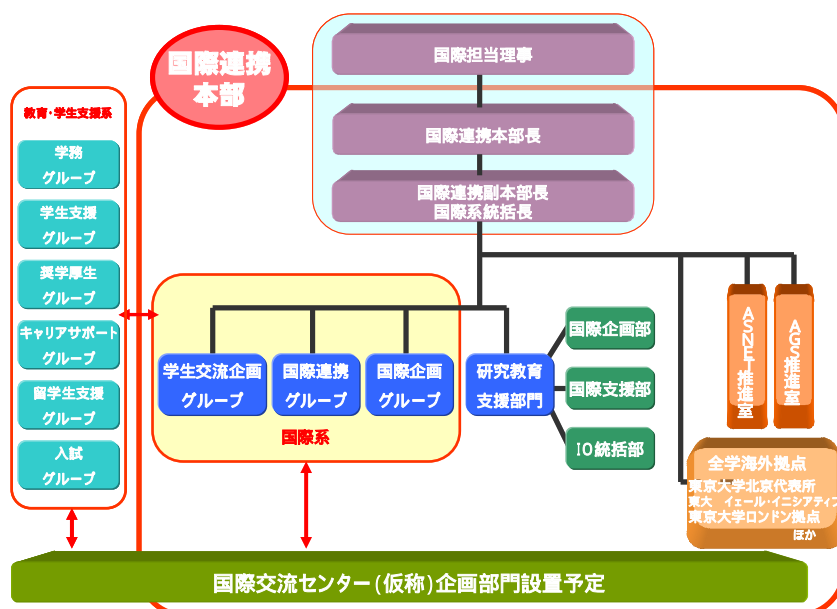 国際連携
本部
国際担当理事
国際連携本部長
国際連携副本部長
国際系統括長
教育・学生支援系
学務
グループ
学生支援
グループ
奨学厚生
グループ
キャリアサポート
グループ
留学生支援
グループ
入試
グループ
学生交流企画
グループ
国際連携
グループ
国際企画
グループ
国際系
研究教育
支援部門
国際企画部
国際支援部
IO統括部
ASNET推進室
AGS推進室
全学海外拠点
東京大学北京代表所
東大 イェール・イニシアティブ
東京大学ロンドン拠点
ほか
国際交流センター(仮称)企画部門設置予定